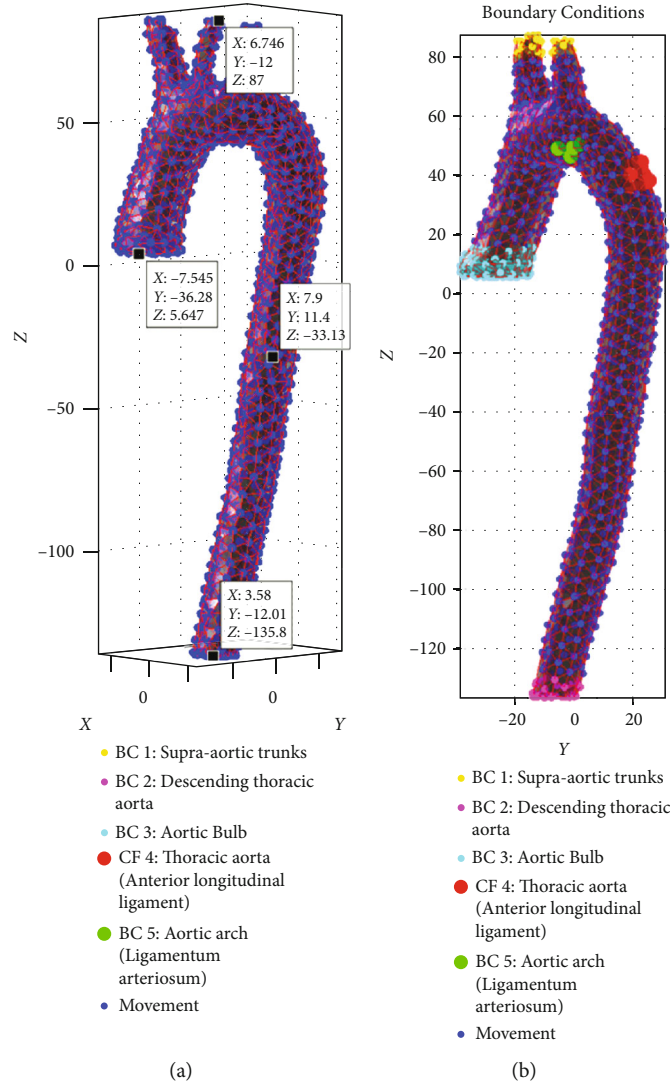 X: 6.746
Y: −12
Z: 87
50
0
−50
−100
Z
X: −7.545
Y: −36.28
Z: 5.647
X: 7.9
Y: 11.4
Z: −33.13
X: 3.58
Y: −12.01
Z: −135.8
0
0
X
Y
BC 1: Supra-aortic trunks
BC 2: Descending thoracic
aorta
BC 3: Aortic Bulb
CF 4: Thoracic aorta
(Anterior longitudinal
ligament)
BC 5: Aortic arch
(Ligamentum
arteriosum)
Movement
(a)
Boundary Conditions
80
60
40
20
0
−20
−40
−60
−80
−100
−120
Z
−20
0
20
Y
BC 1: Supra-aortic trunks
BC 2: Descending thoracic
aorta
BC 3: Aortic Bulb
CF 4: Thoracic aorta
(Anterior longitudinal
ligament)
BC 5: Aortic arch
(Ligamentum
arteriosum)
Movement
(b)